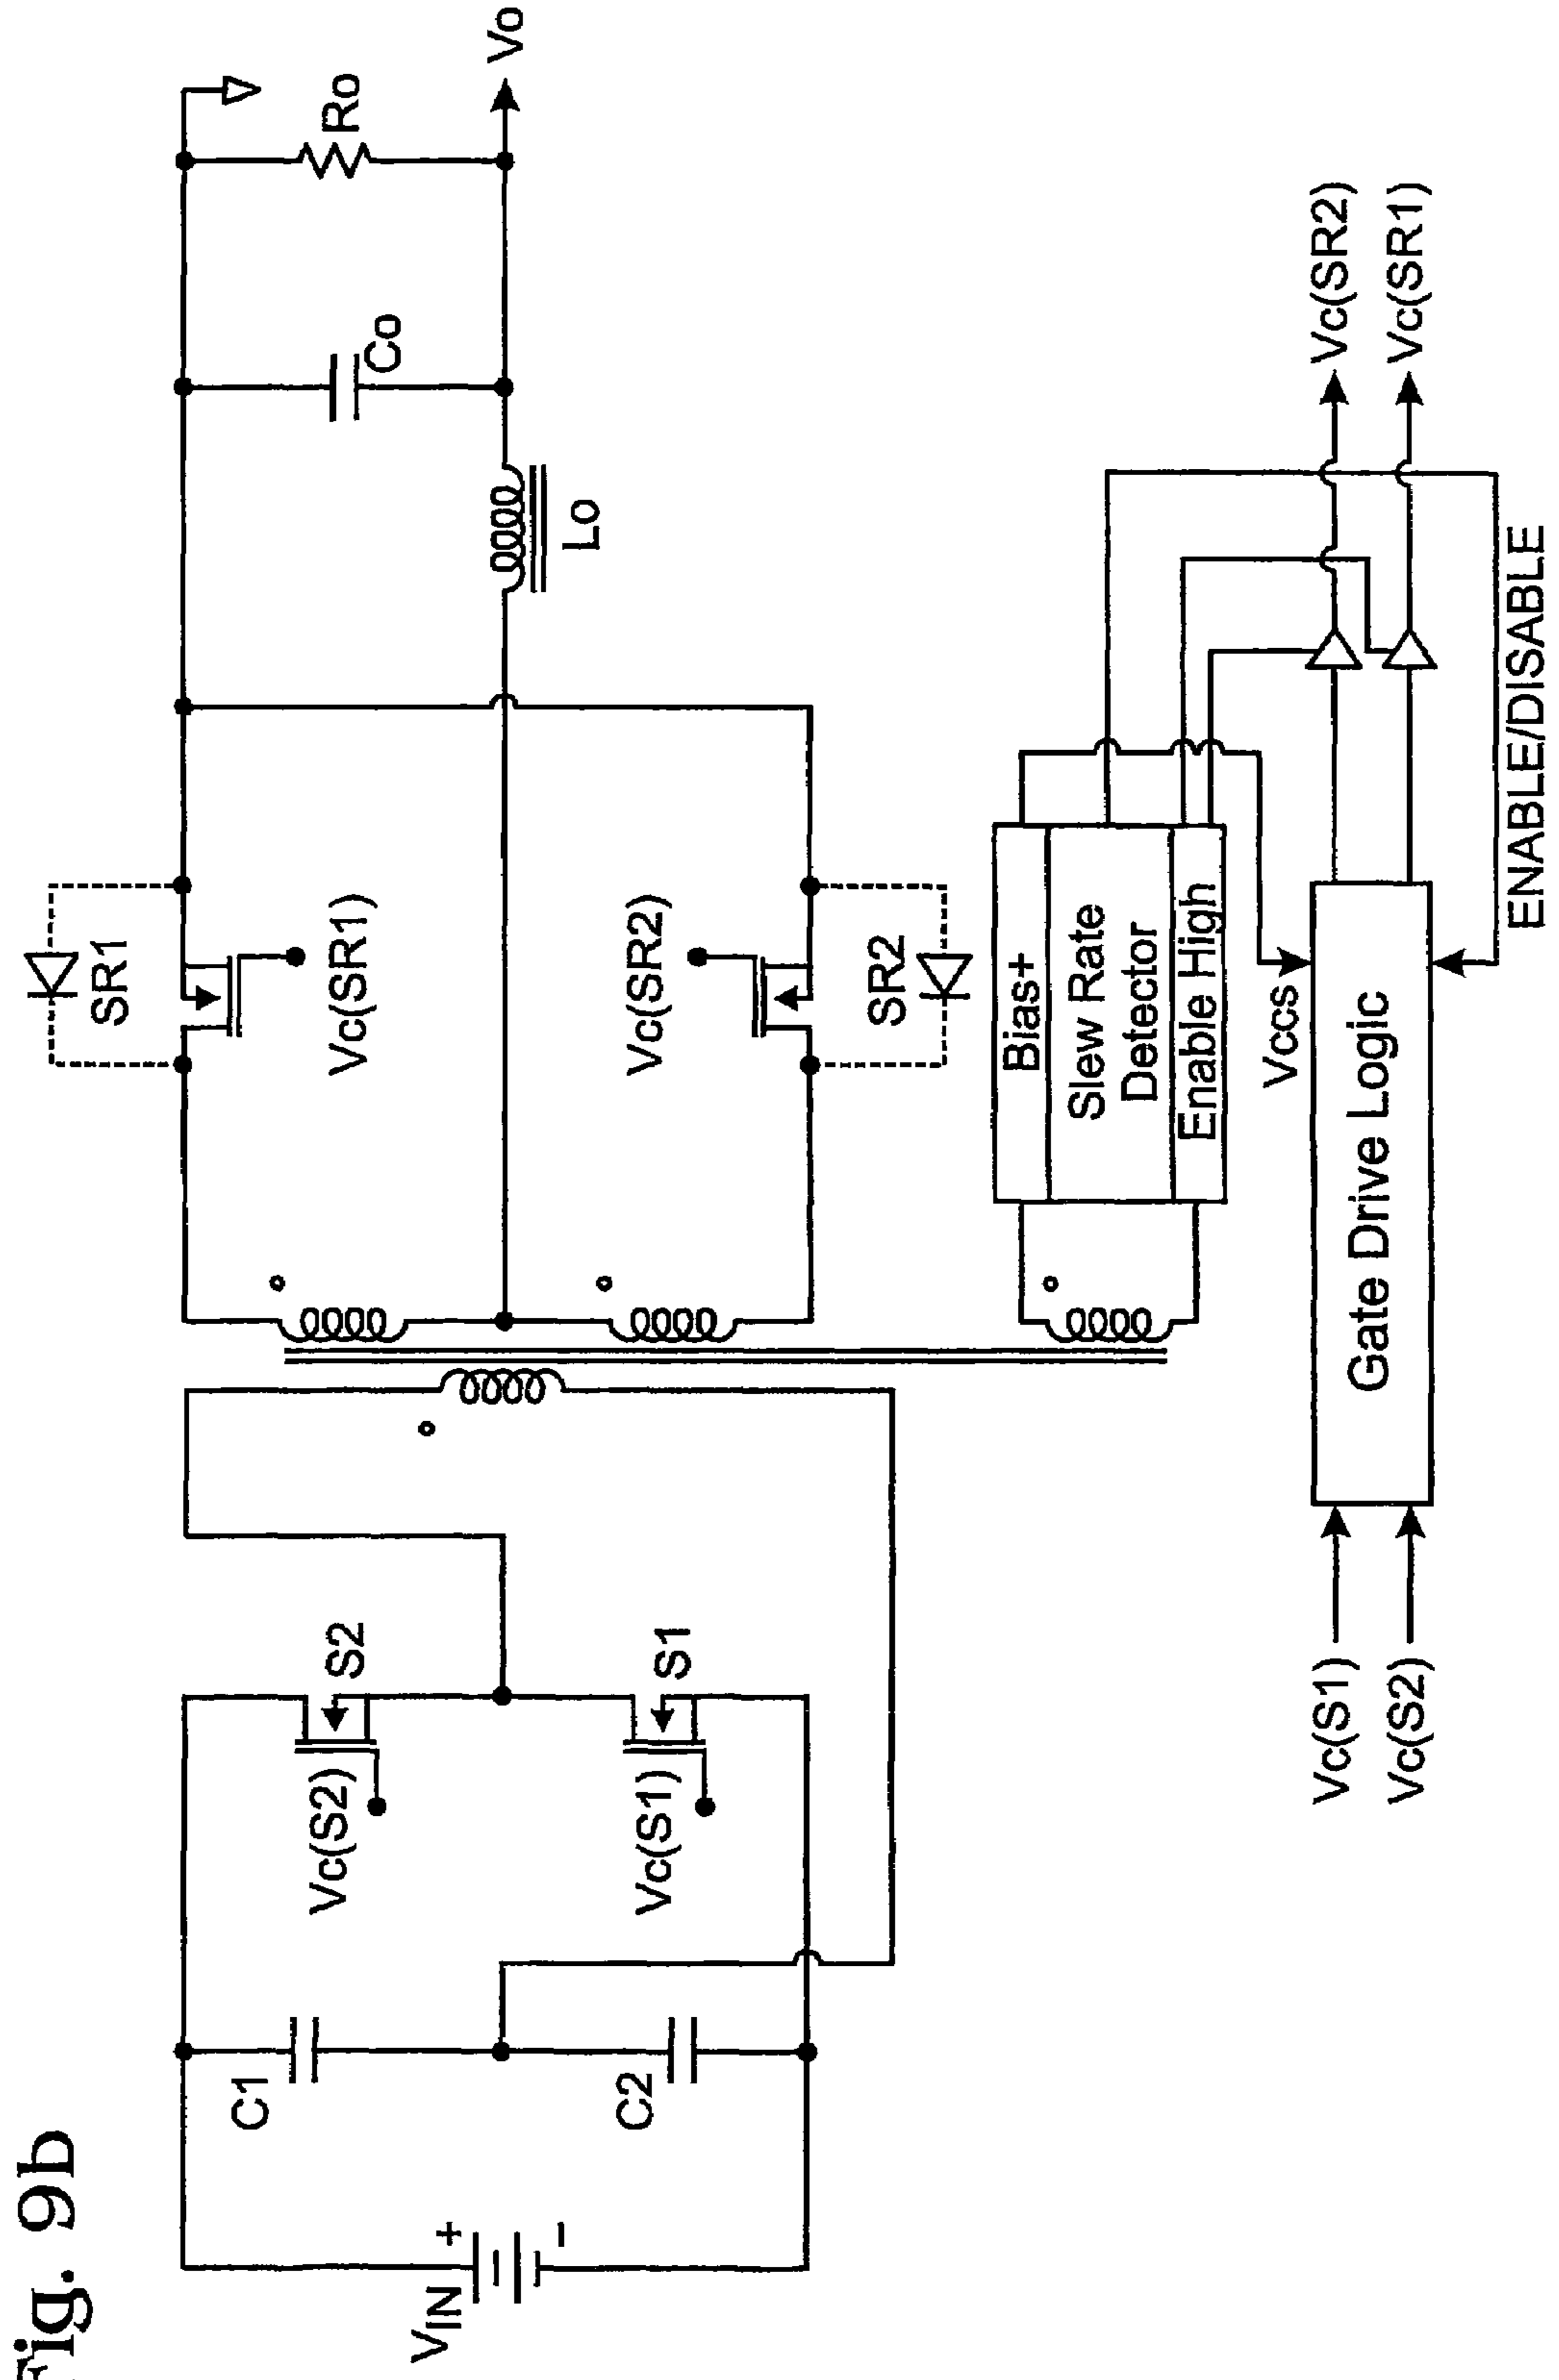 Fig. 9b
VIN
+
−
C1
C2
Vc(S2)
S2
Vc(S1)
S1
SR1
Vc(SR1)
Vc(SR2)
SR2
Lo
Co
Ro
Vo
Bias+
Slew Rate
Detector
Enable High
Vccs
Vc(S1)
Vc(S2)
Gate Drive Logic
Vc(SR2)
Vc(SR1)
ENABLE/DISABLE